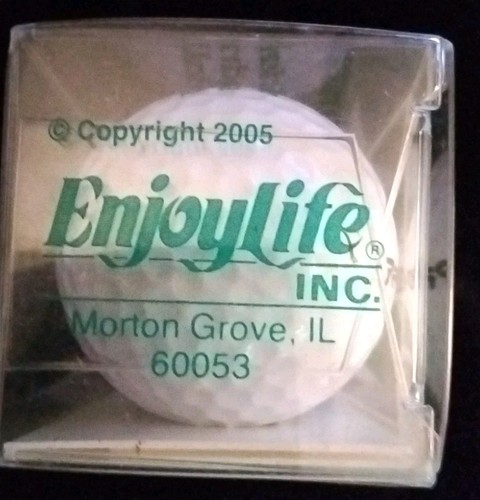 © Copyright 2005
EnjoyLife®
INC.
Morton Grove, IL
60053